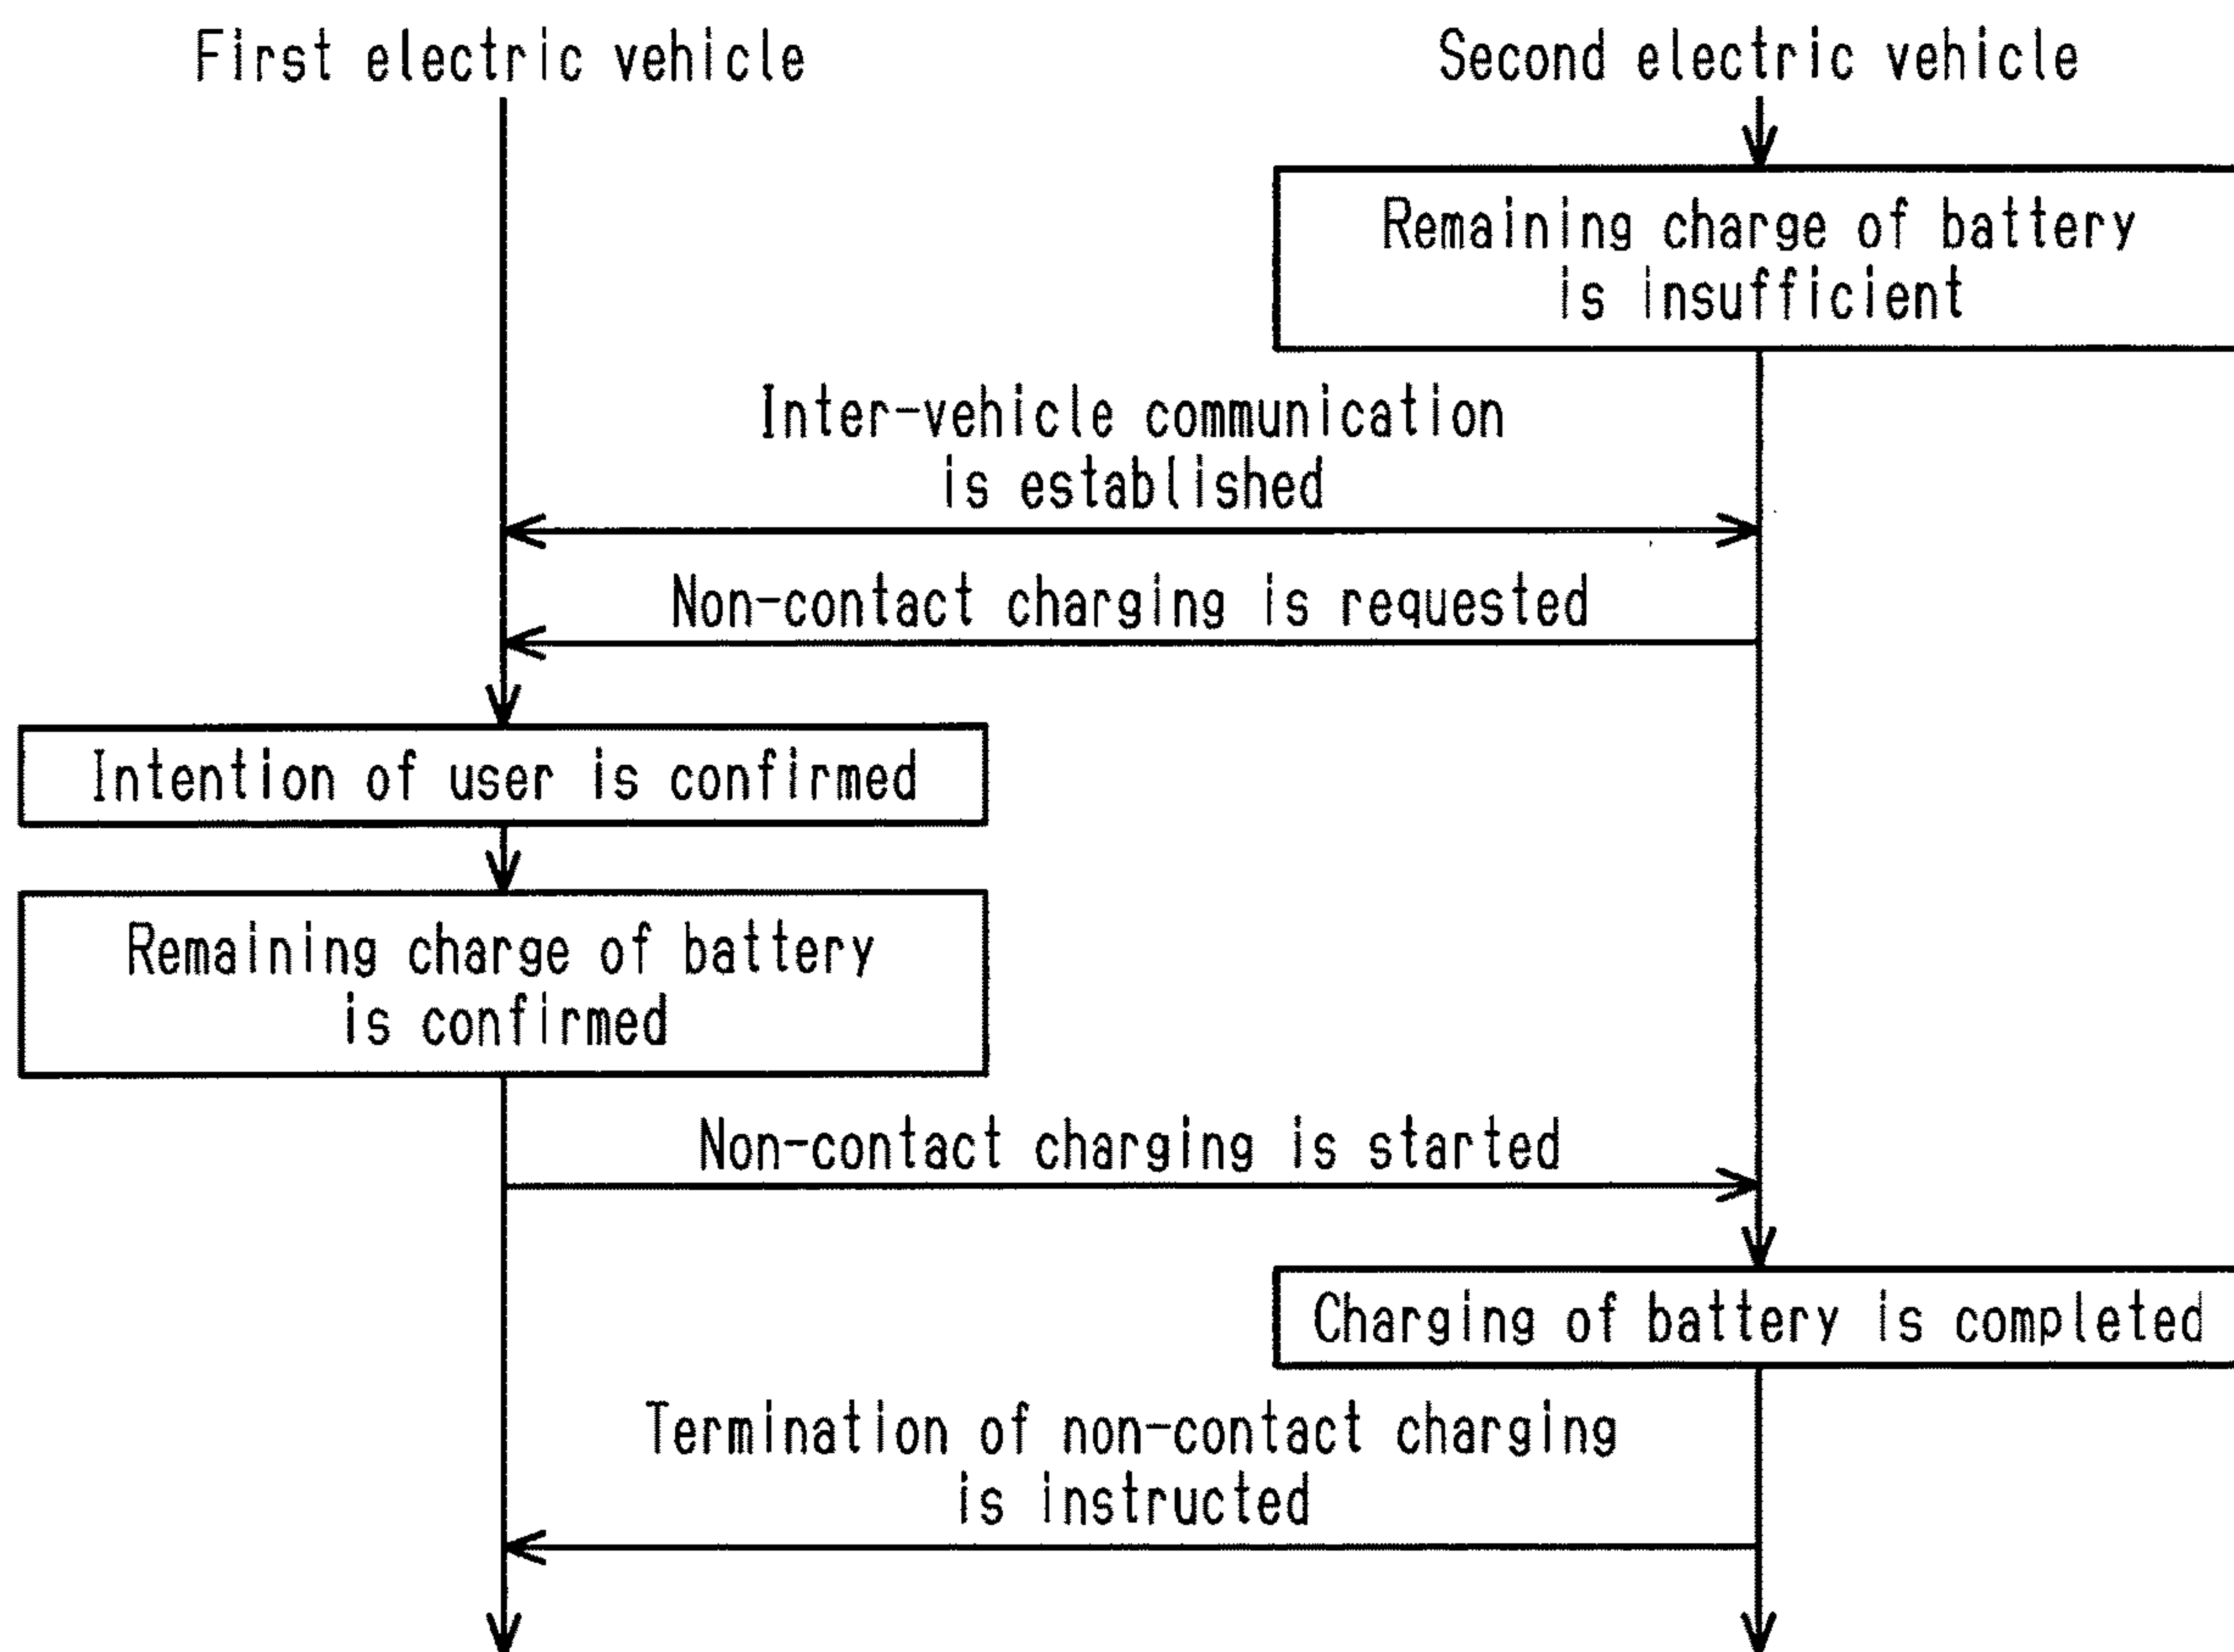 First electric vehicle
Second electric vehicle
Remaining charge of battery
is insufficient
Inter-vehicle communication
is established
Non-contact charging is requested
Intention of user is confirmed
Remaining charge of battery
is confirmed
Non-contact charging is started
Charging of battery is completed
Termination of non-contact charging
is instructed